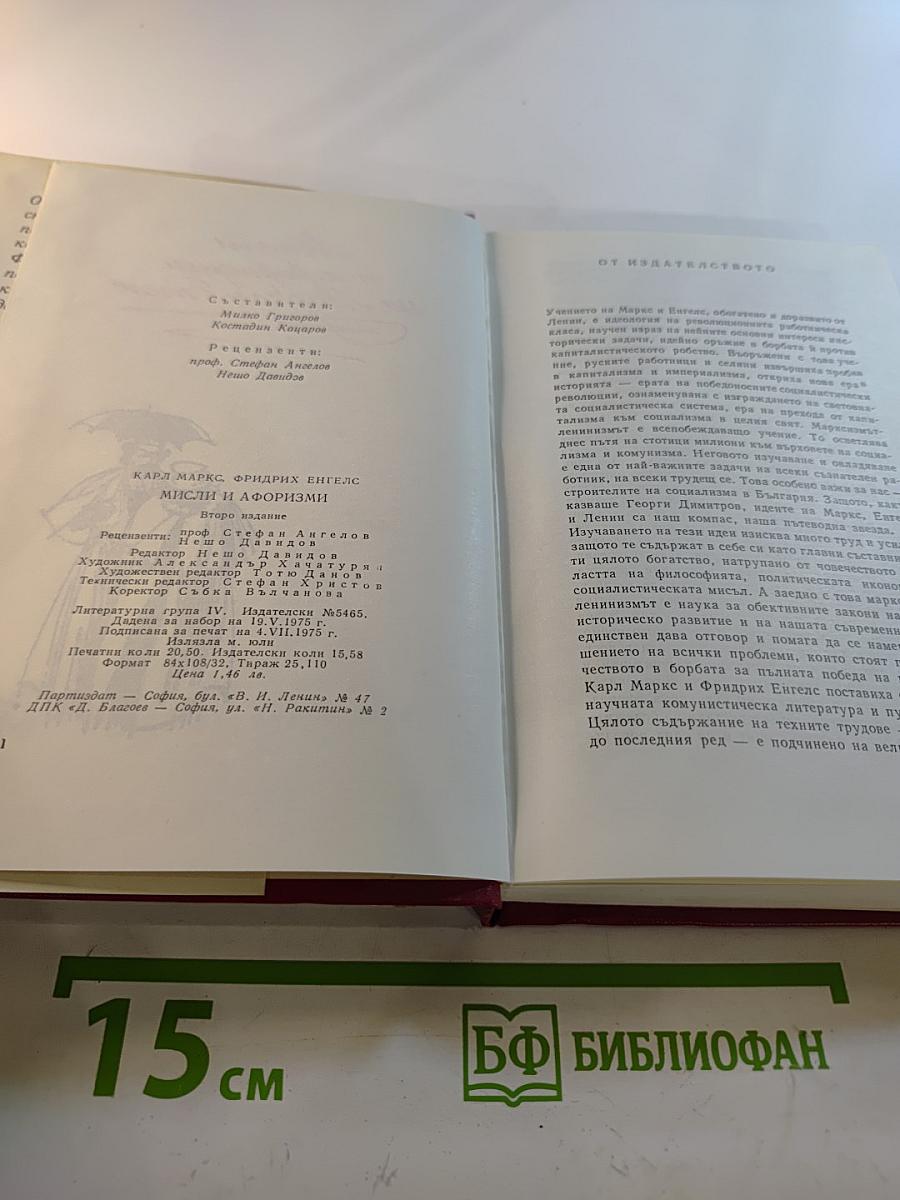 Съставители:
Милко Григоров
Костадин Коцаров
Рецензенти:
проф. Стефан Ангелов
Нешо Давидов
КАРЛ МАРКС, ФРИДРИХ ЕНГЕЛС
МИСЛИ И АФОРИЗМИ
Второ издание
Рецензенти: проф Стефан Ангелов
Нешо Давидов
Редактор Нешо Давидов
Художник Александър Хачатурян
Художествен редактор Тотю Данов
Технически редактор Стефан Христов
Коректор Събка Вълчанова
Литературна група IV. Издателски №5465.
Дадена за набор на 19.V.1975 г.
Подписана за печат на 4.VII.1975 г.
Излязла м. юли
Печатни коли 20,50. Издателски коли 15,58
Формат 84х108/32, Тираж 25,110
Цена 1,46 лв.
Партиздат — София, бул. «В. И. Ленин» № 47
ДПК «Д. Благоев — София, ул. «Н. Ракитин» № 2
ОТ ИЗДАТЕЛСТВОТО
Учението на Маркс и Енгелс, обогатено и доразвито от
Ленин, е идеология на революционната работническа
класа, научен израз на нейните основни интереси и ис-
торически задачи, идейно оръжие в борбата ѝ против
капиталистическото робство. Въоръжени с това уче-
ние, руските работници и селяни извършиха пробив
в капитализма и империализма, откриха нова ера в
историята — ерата на победоносните социалистически
революции, ознаменувана с изграждането на световна-
та социалистическа система, ера на прехода от капи-
тализма към социализма в целия свят. Марксизмът-
ленинизмът е всепобеждаващо учение. То осветлява
днес пътя на стотици милиони към върховете на социа-
лизма и комунизма. Неговото изучаване и овладяване
е една от най-важните задачи на всеки съзнателен ра-
ботник, на всеки трудещ се. Това особено важи за нас —
строителите на социализма в България. Защото, както
казваше Георги Димитров, идеите на Маркс, Енге
и Ленин са наш компас, наша пътеводна звезда.
Изучаването на тези идеи изисква много труд и уси
защото те съдържат в себе си като главни съставни
ти цялото богатство, натрупано от човечеството
ластта на философията, политическата иконом
социалистическата мисъл. А заедно с това маркс
ленинизмът е наука за обективните закони на
историческо развитие и на нашата съвременн
единствен дава отговор и помага да се намер
шението на всички проблеми, които стоят п
чеството в борбата за пълната победа на
Карл Маркс и Фридрих Енгелс поставиха
научната комунистическа литература и пу
Цялото съдържание на техните трудове —
до последния ред — е подчинено на вели
15 см
БФ БИБЛИОФАН